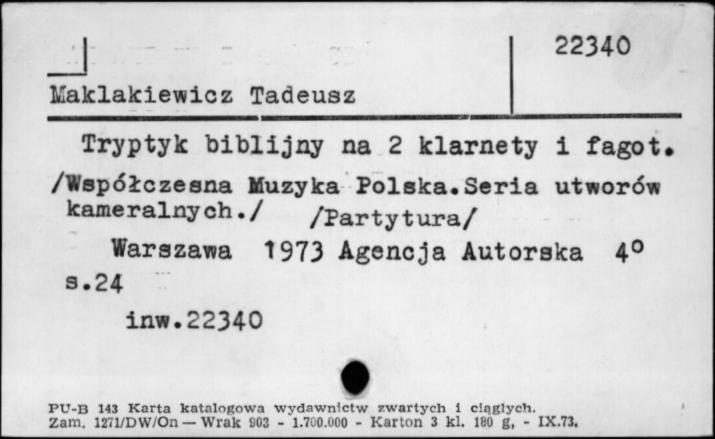 22340
Maklakiewicz Tadeusz
Tryptyk biblijny na 2 klarnety i fagot.
/Współczesna Muzyka Polska.Seria utworów
kameralnych./ /Partytura/
Warszawa 1973 Agencja Autorska 4°
s.24
inw.22340
PU-B 143 Karta katalogowa wydawnictw zwartych i ciągłych.
Zam. 1271/DW/On — Wrak 903 - 1.700.000 - Karton 3 kl. 180 g, - IX.73.